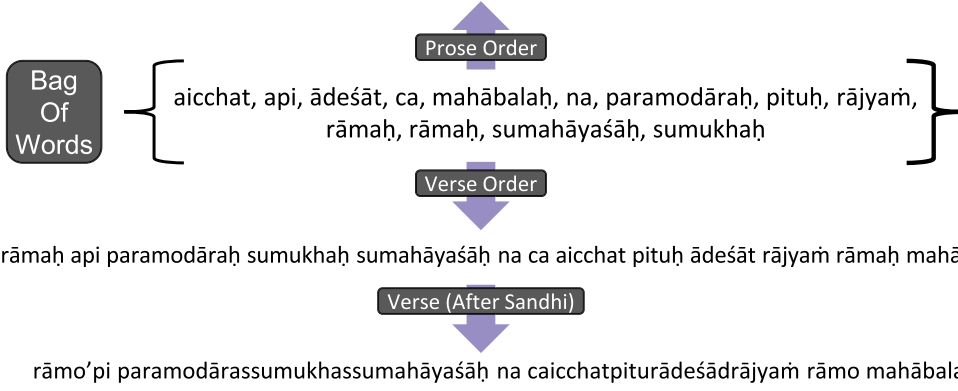 Prose Order
Bag
Of
Words
aicchat, api, ādeśāt, ca, mahābalaḥ, na, paramodāraḥ, pituḥ, rājyaṁ,
rāmaḥ, rāmaḥ, sumahāyaśāḥ, sumukhaḥ
Verse Order
rāmaḥ api paramodāraḥ sumukhaḥ sumahāyaśāḥ na ca aicchat pituḥ ādeśāt rājyaṁ rāmaḥ mahā
Verse (After Sandhi)
rāmo’pi paramodārassumukhassumahāyaśāḥ na caicchatpiturādeśādrājyaṁ rāmo mahābala